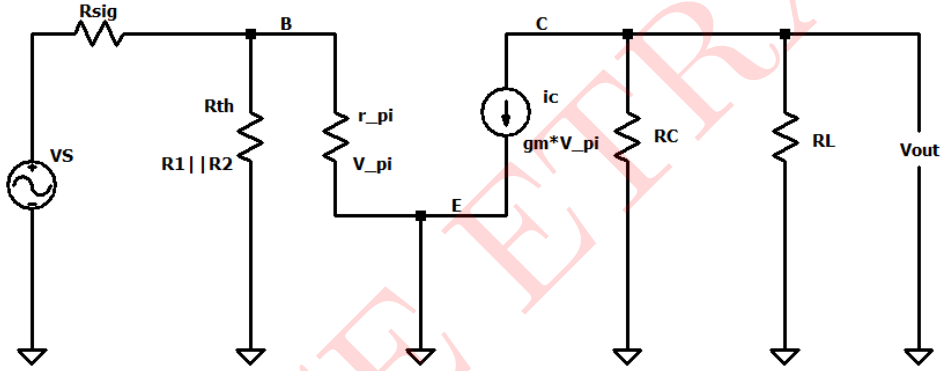 Rsig
B
C
Rth
r_pi
ic
R1||R2
V_pi
gm*V_pi
RC
RL
VS
Vout
E